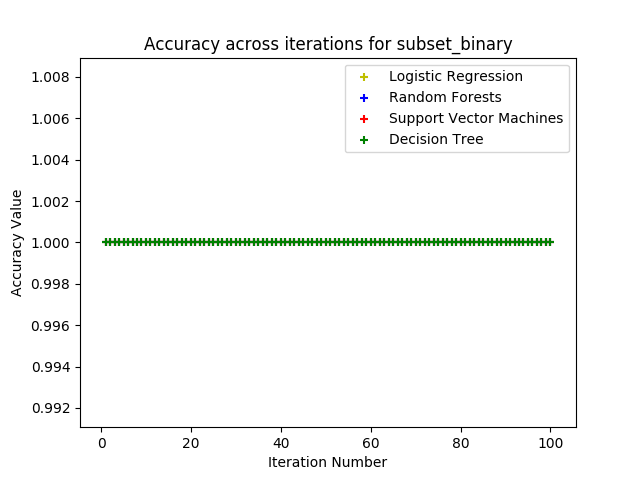 Accuracy across iterations for subset_binary
Logistic Regression
Random Forests
Support Vector Machines
Decision Tree
Accuracy Value
1.008
1.006
1.004
1.002
1.000
0.998
0.996
0.994
0.992
0 20 40 60 80 100
Iteration Number